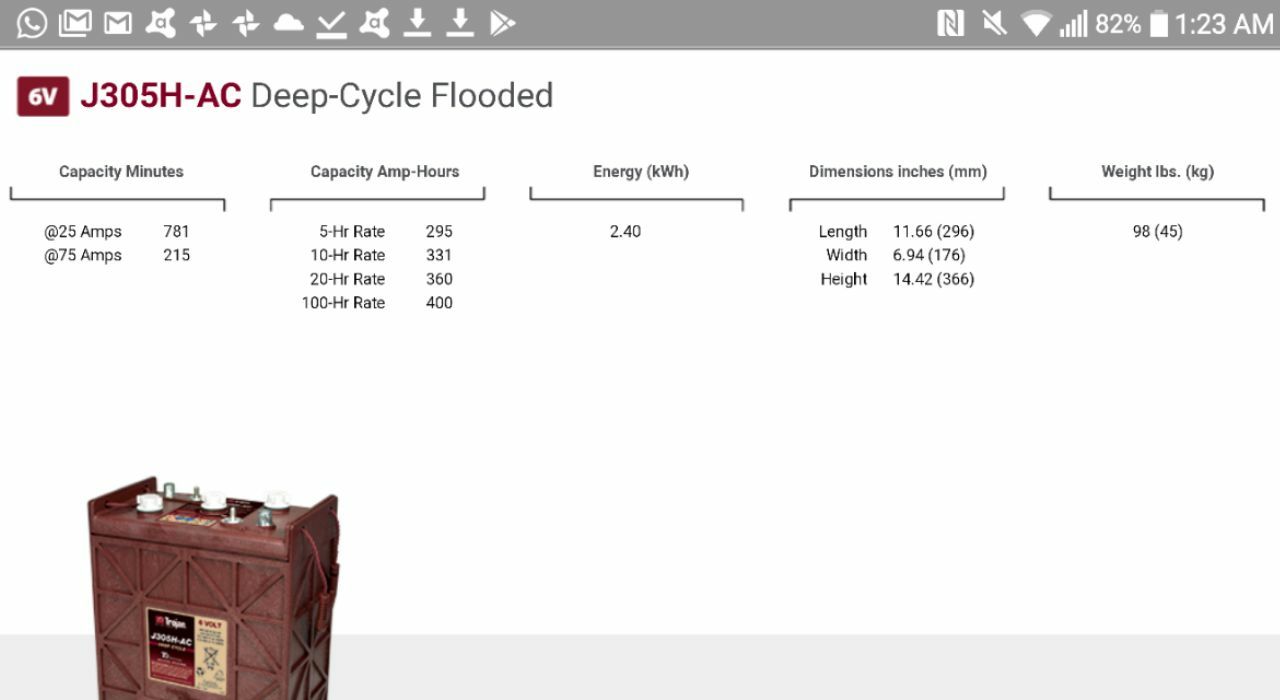 82% 1:23 AM
6V J305H-AC Deep-Cycle Flooded
Capacity Minutes
@25 Amps 781
@75 Amps 215
Capacity Amp-Hours
5-Hr Rate 295
10-Hr Rate 331
20-Hr Rate 360
100-Hr Rate 400
Energy (kWh)
2.40
Dimensions inches (mm)
Length 11.66 (296)
Width 6.94 (176)
Height 14.42 (366)
Weight lbs. (kg)
98 (45)
Trojan
6 VOLT
J305H-AC